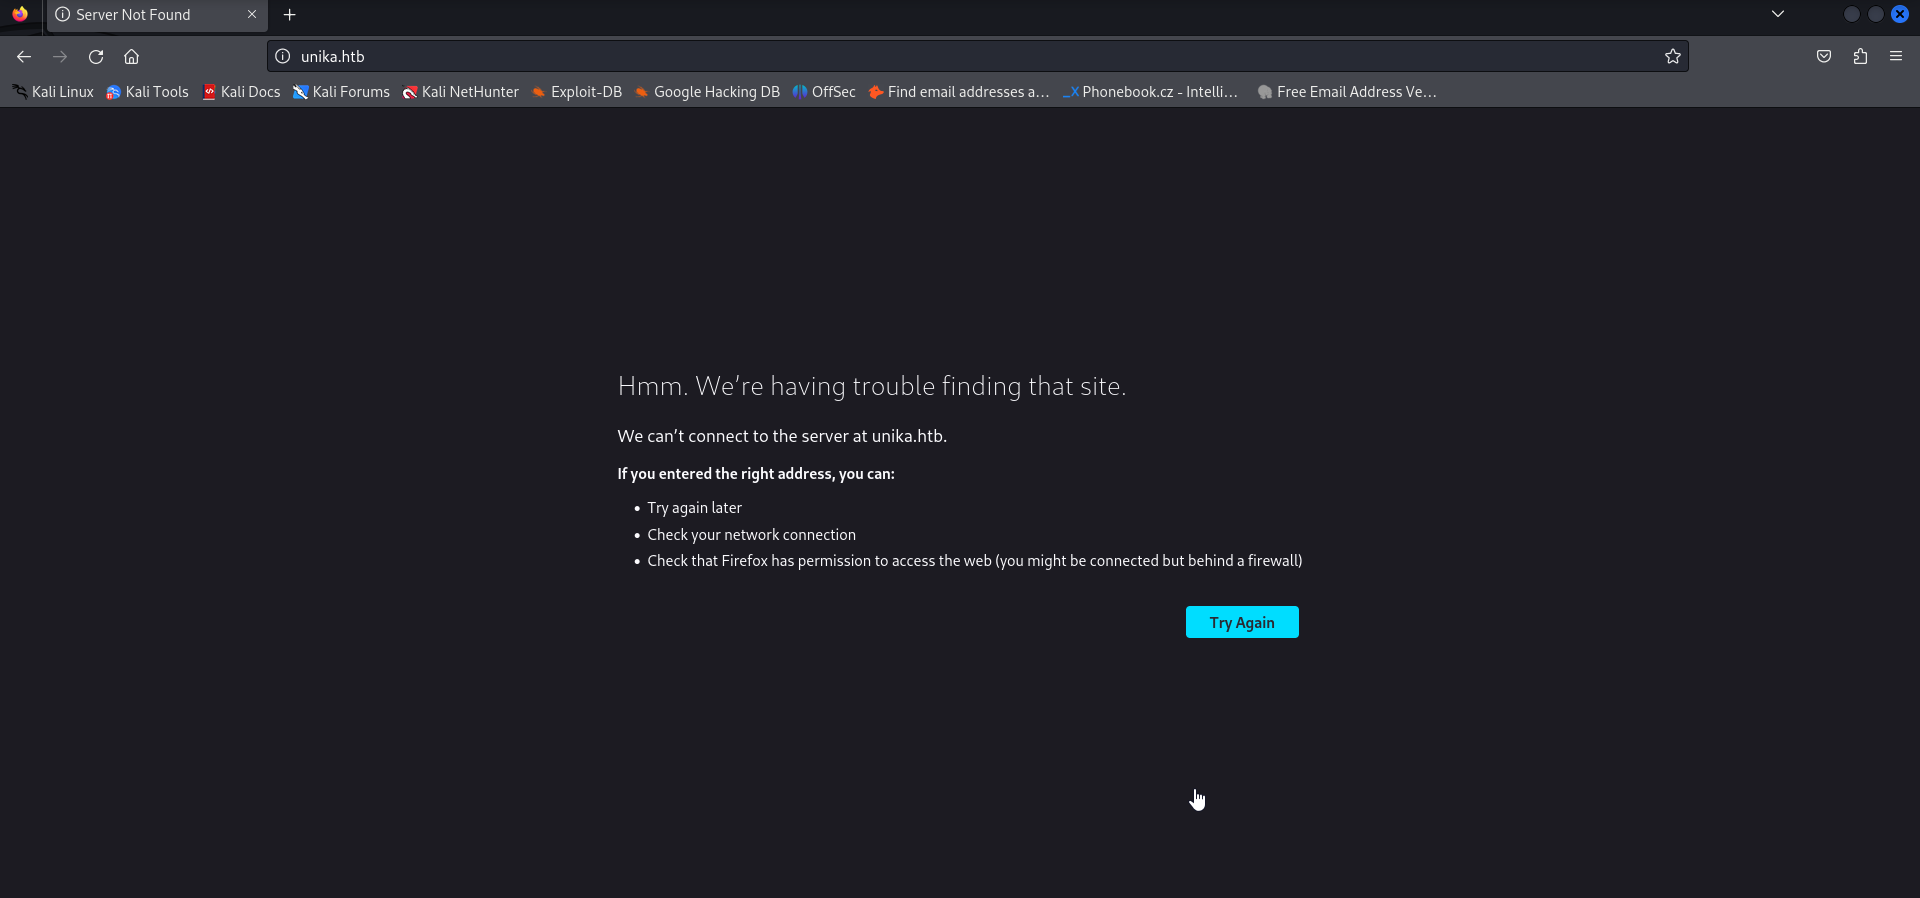 Server Not Found
unika.htb
Kali Linux Kali Tools Kali Docs Kali Forums Kali NetHunter Exploit-DB Google Hacking DB OffSec Find email addresses a… Phonebook.cz - Intelli… Free Email Address Ve…
Hmm. We’re having trouble finding that site.
We can’t connect to the server at unika.htb.
If you entered the right address, you can:
• Try again later
• Check your network connection
• Check that Firefox has permission to access the web (you might be connected but behind a firewall)
Try Again